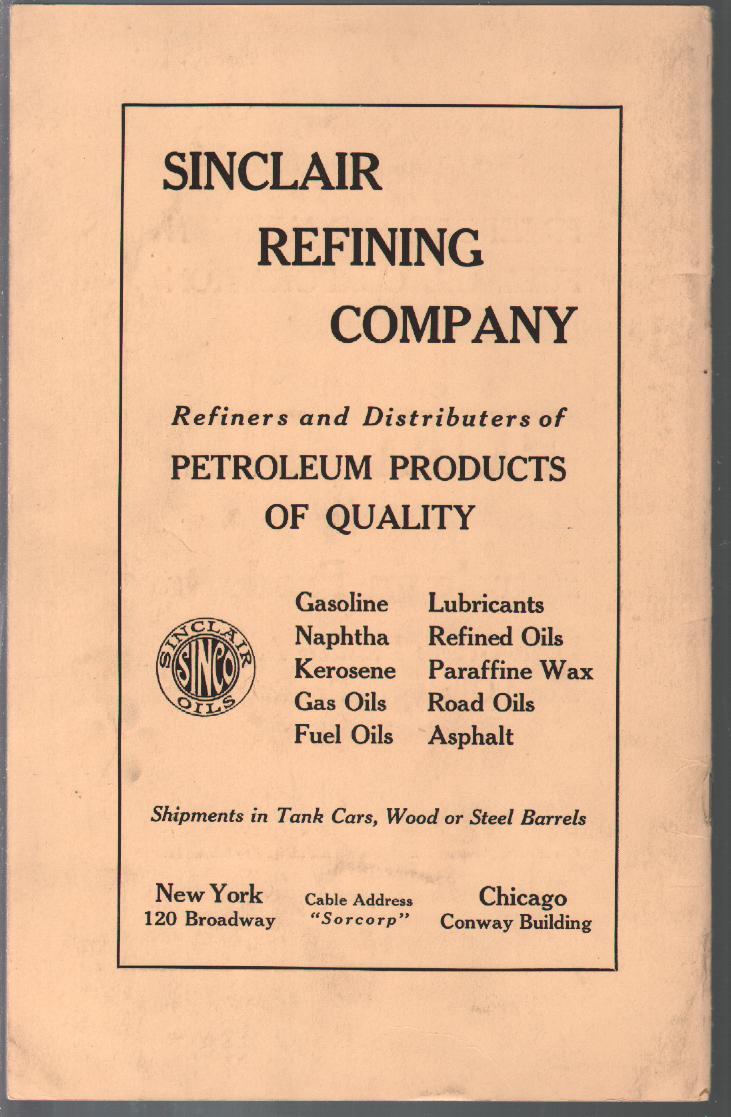 SINCLAIR
REFINING
COMPANY
Refiners and Distributers of
PETROLEUM PRODUCTS
OF QUALITY
SINCLAIR
SINCO
OILS
Gasoline
Naphtha
Kerosene
Gas Oils
Fuel Oils
Lubricants
Refined Oils
Paraffine Wax
Road Oils
Asphalt
Shipments in Tank Cars, Wood or Steel Barrels
New York
120 Broadway
Cable Address
"Sorcorp"
Chicago
Conway Building